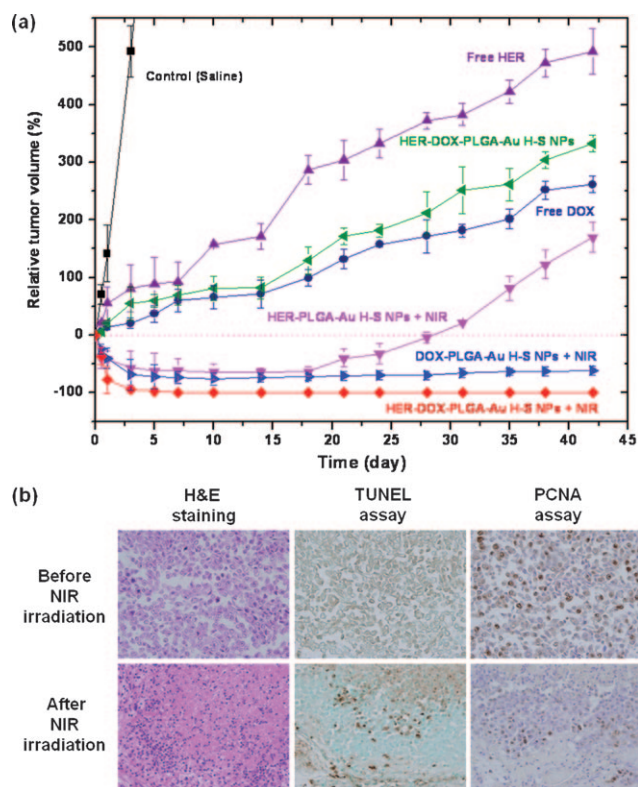 (a)
500
400
300
200
100
0
-100
Relative tumor volume (%)
Control (Saline)
Free HER
HER-DOX-PLGA-Au H-S NPs
Free DOX
HER-PLGA-Au H-S NPs + NIR
DOX-PLGA-Au H-S NPs + NIR
HER-DOX-PLGA-Au H-S NPs + NIR
0 5 10 15 20 25 30 35 40 45
Time (day)
(b)
H&E
staining
TUNEL
assay
PCNA
assay
Before
NIR
irradiation
After
NIR
irradiation